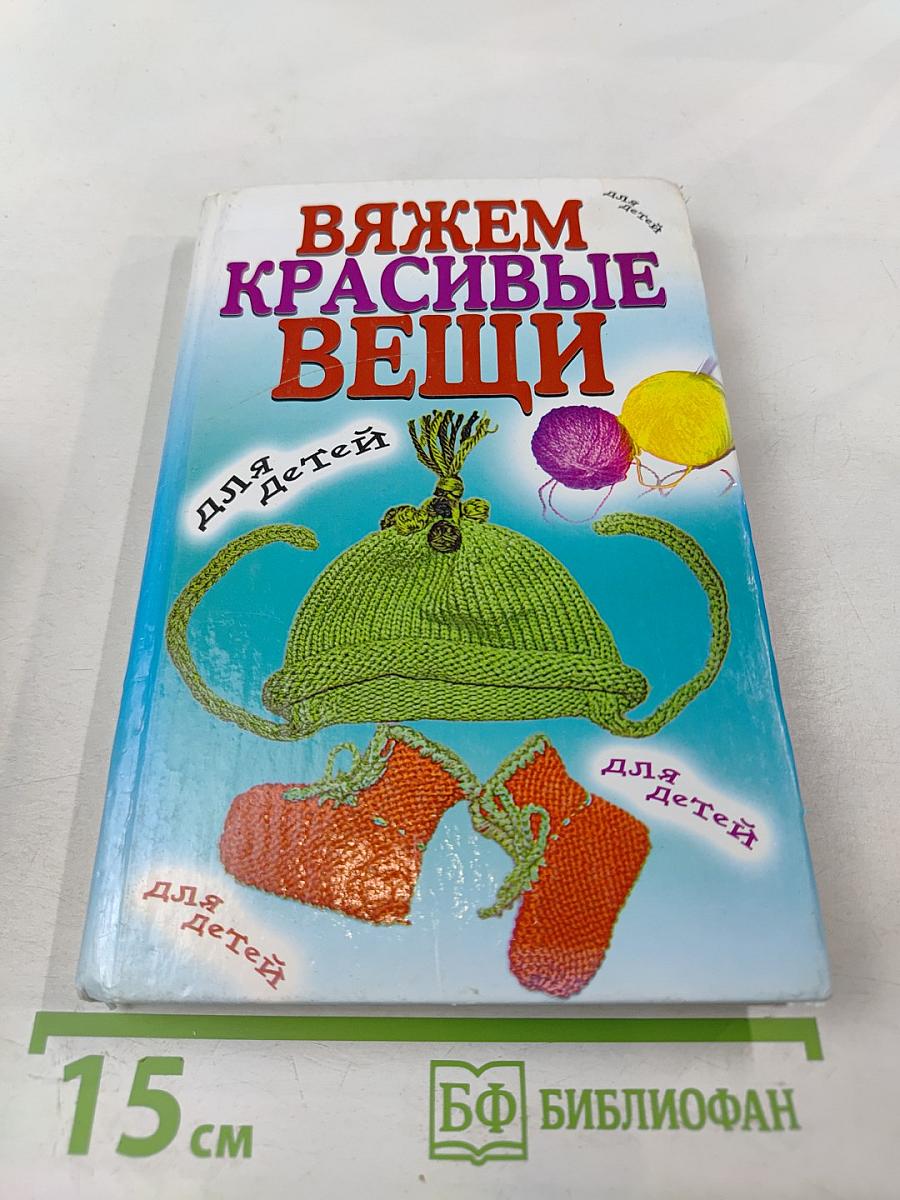 ВЯЖЕМ
КРАСИВЫЕ
ВЕЩИ
для
детей
для
детей
для
детей
для
детей
15 см
БФ БИБЛИОФАН